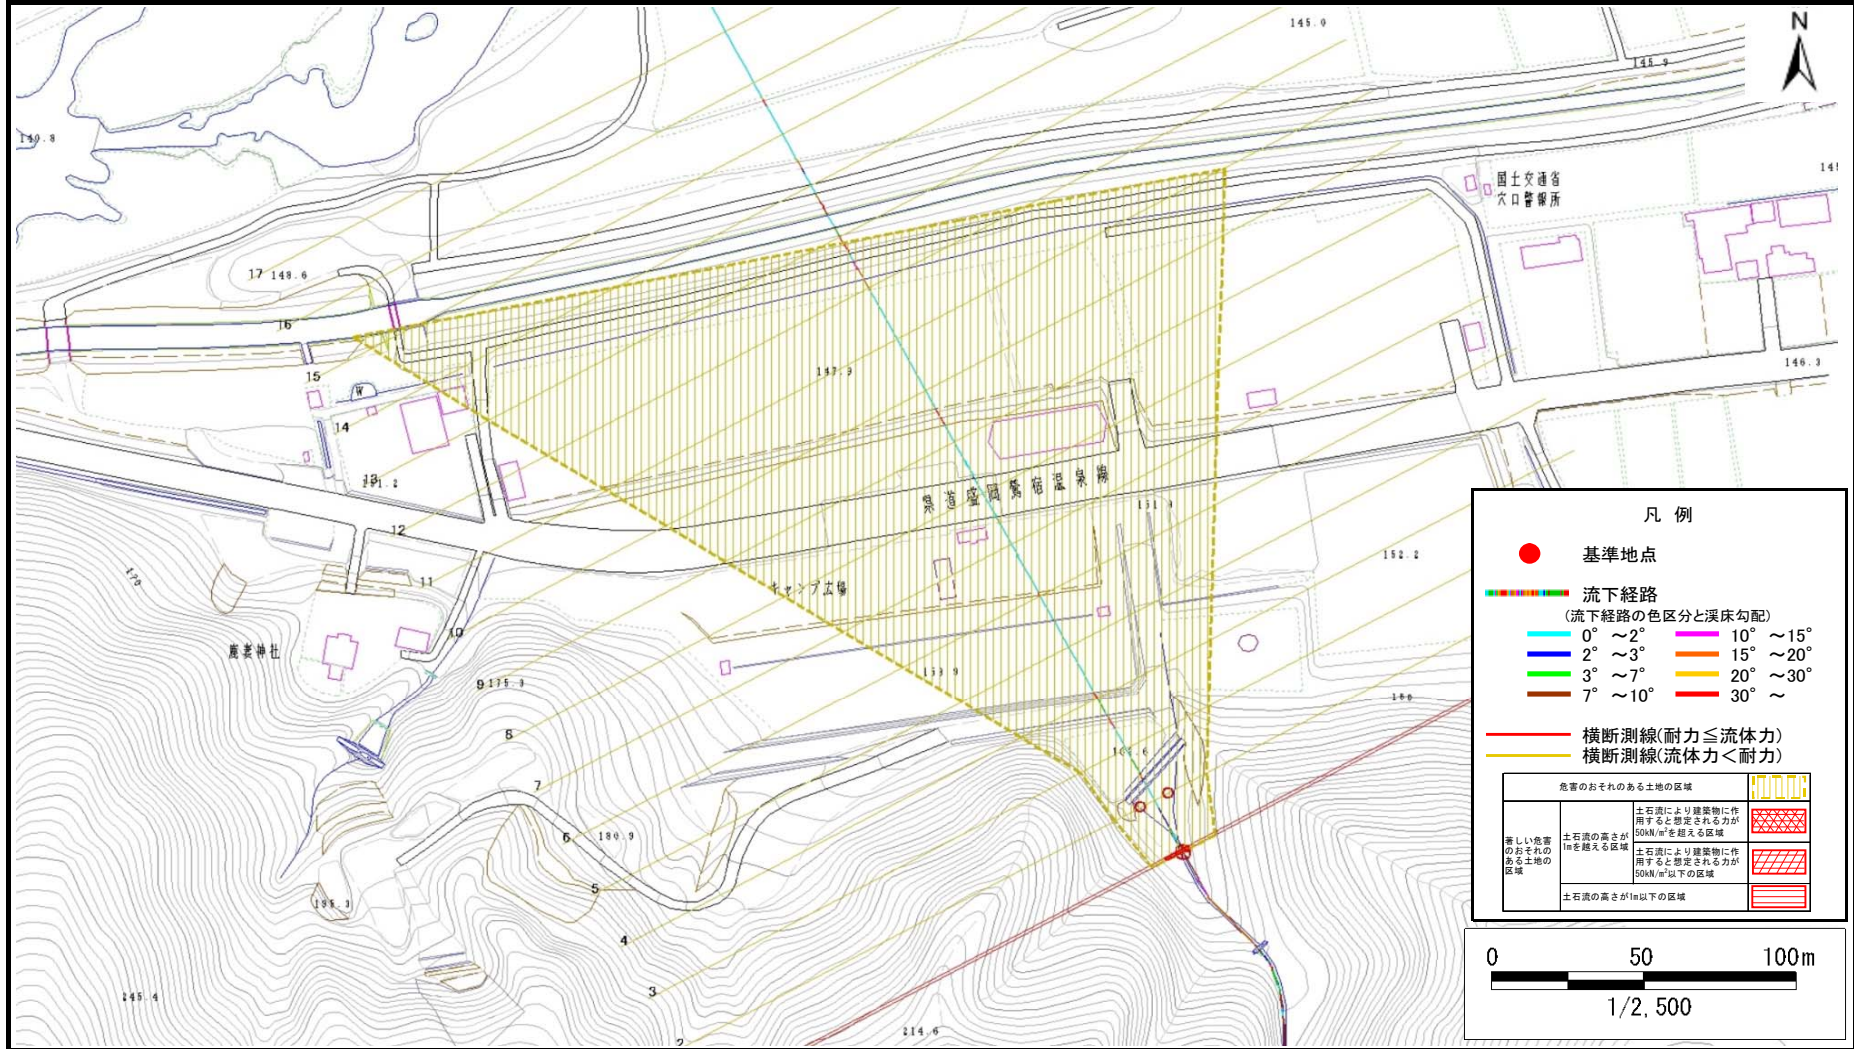 N
145.0
145.9
140.8
国土交通省
穴口警報所
17 148.6
16
147.9
146.3
15
W
14
13
12
県道盛岡鶯宿温泉線
151.9
152.2
170
11
キャンプ広場
10
鹿妻神社
153.9
9 175.3
160
8
7
6 180.9
5
195.3
4
3
245.4
214.6
2
凡 例
基準地点
流下経路
(流下経路の色区分と渓床勾配)
0° ～2° 10° ～15°
2° ～3° 15° ～20°
3° ～7° 20° ～30°
7° ～10° 30° ～
横断測線(耐力≦流体力)
横断測線(流体力＜耐力)
危害のおそれのある土地の区域
著しい危害
のおそれの
ある土地の
区域
土石流の高さが
1mを越える区域
土石流により建築物に作
用すると想定される力が
50kN/m²を超える区域
土石流により建築物に作
用すると想定される力が
50kN/m²以下の区域
土石流の高さが1m以下の区域
0 50 100m
1/2,500